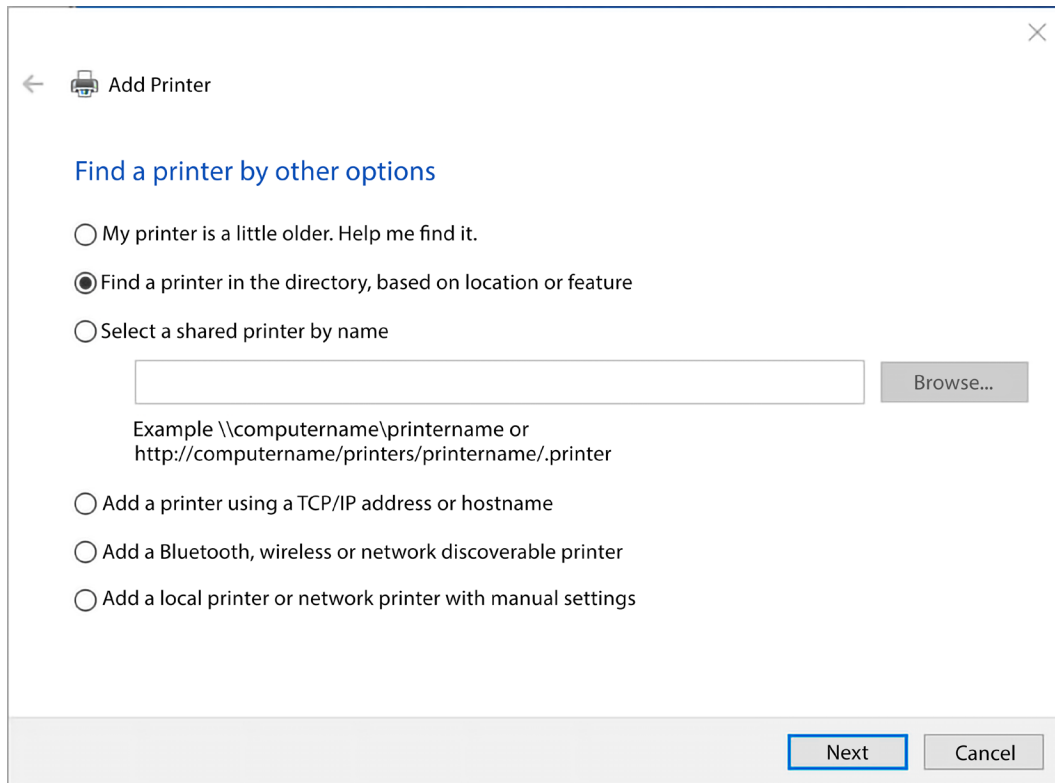 Add Printer
Find a printer by other options
My printer is a little older. Help me find it.
Find a printer in the directory, based on location or feature
Select a shared printer by name
Browse...
Example \\computername\printername or
http://computername/printers/printername/.printer
Add a printer using a TCP/IP address or hostname
Add a Bluetooth, wireless or network discoverable printer
Add a local printer or network printer with manual settings
Next
Cancel